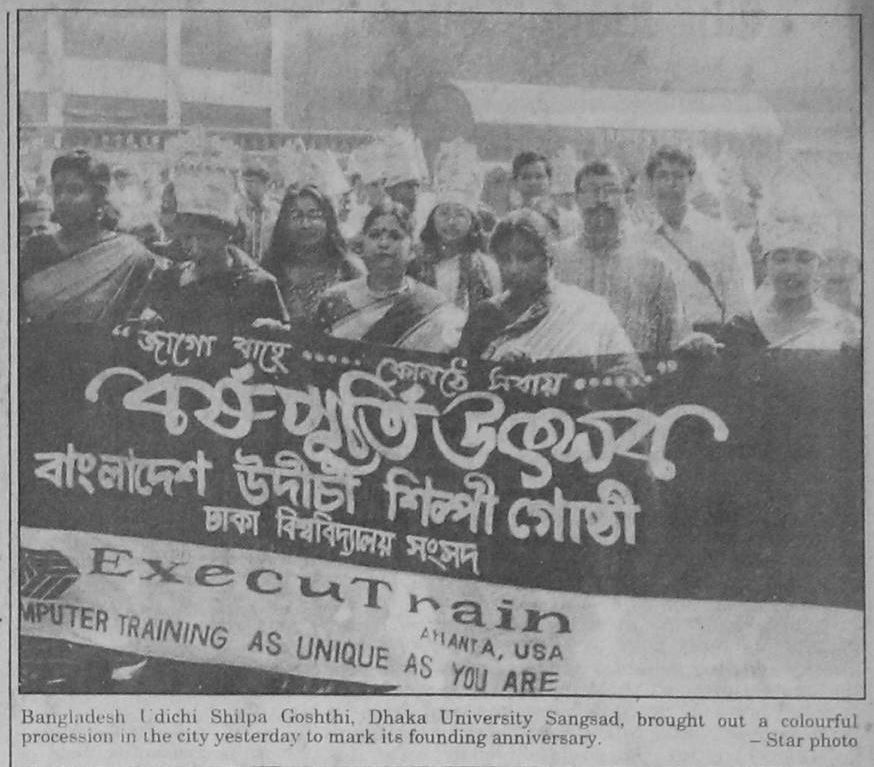 “জাগো বাহে ..... কোনঠে সবায় ......”
বর্ষপূর্তি উৎসব
বাংলাদেশ উদীচী শিল্পী গোষ্ঠী
ঢাকা বিশ্ববিদ্যালয় সংসদ
ExecuTrain
ATLANTA, USA
MPUTER TRAINING AS UNIQUE AS YOU ARE
Bangladesh Udichi Shilpa Goshthi, Dhaka University Sangsad, brought out a colourful
procession in the city yesterday to mark its founding anniversary. – Star photo